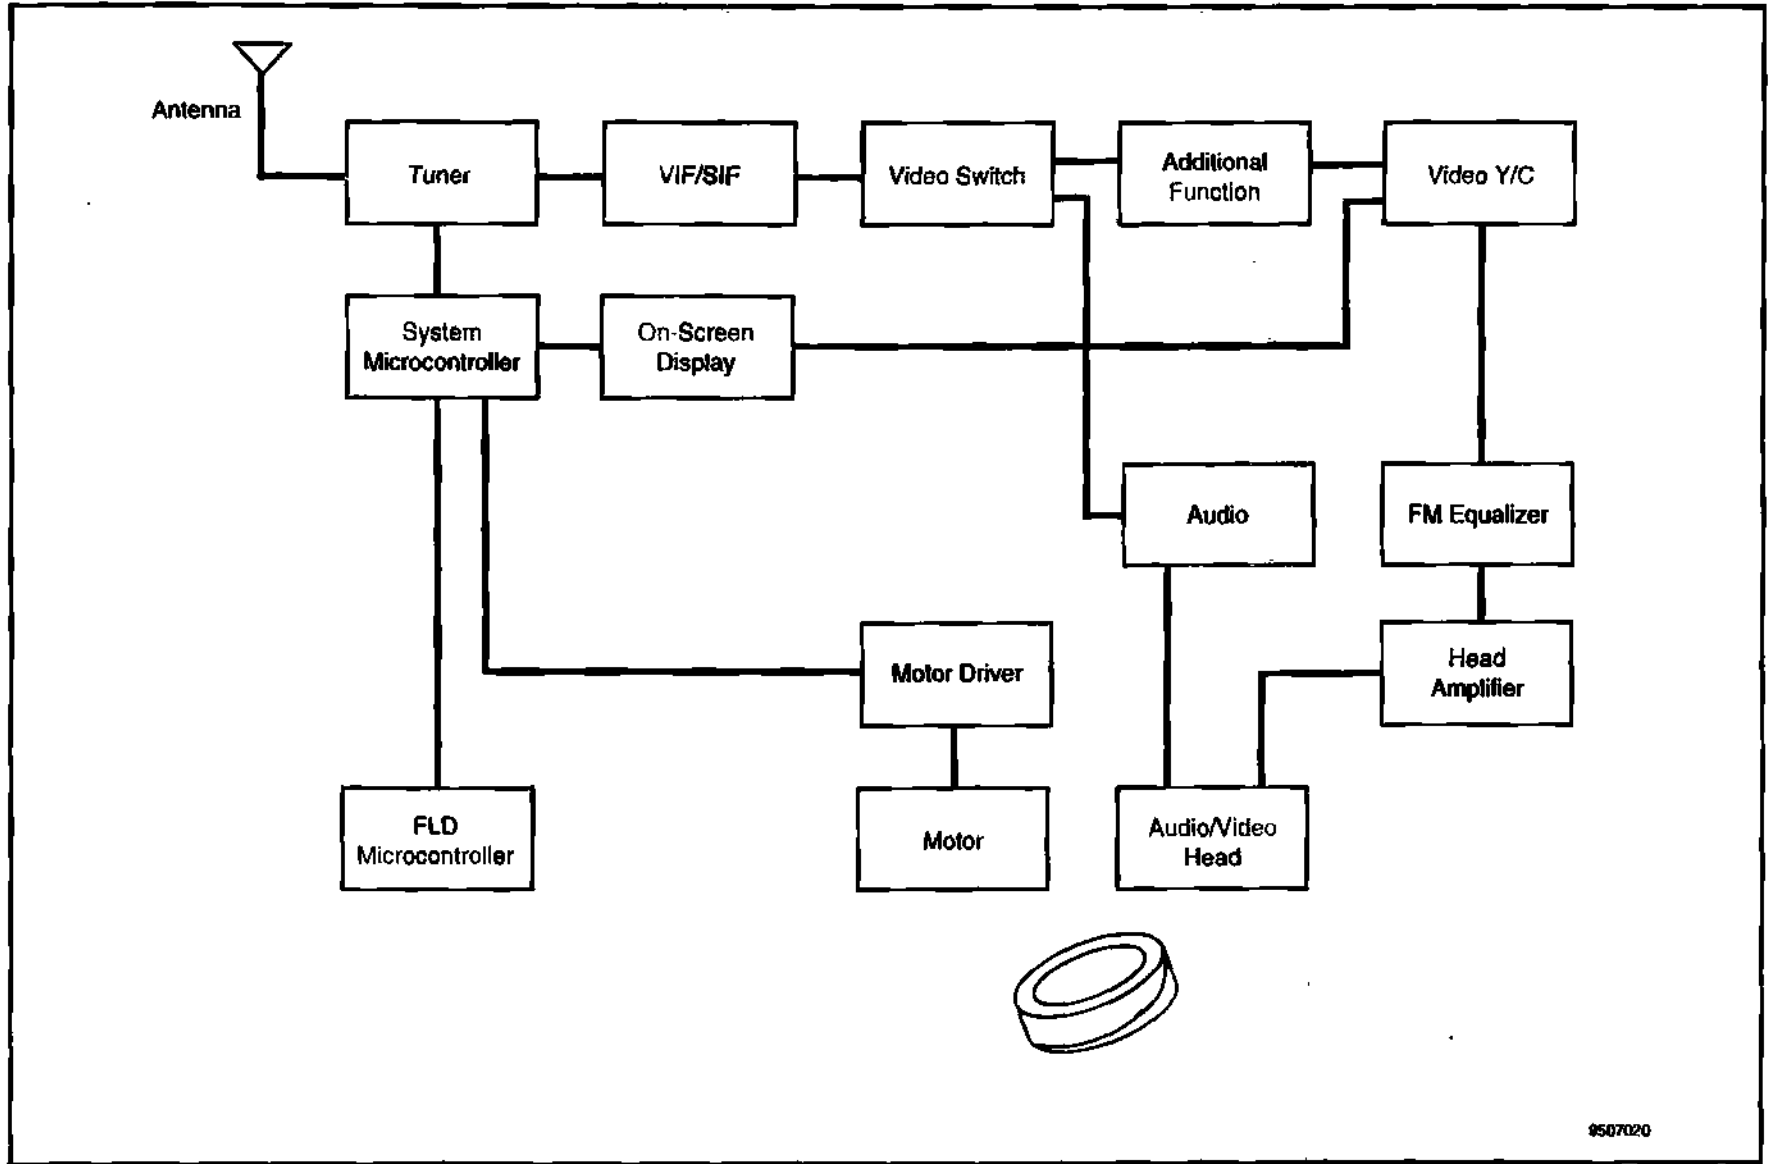 Antenna
Tuner
VIF/SIF
Video Switch
Additional
Function
Video Y/C
System
Microcontroller
On-Screen
Display
Audio
FM Equalizer
Motor Driver
Head
Amplifier
FLD
Microcontroller
Motor
Audio/Video
Head
9507020